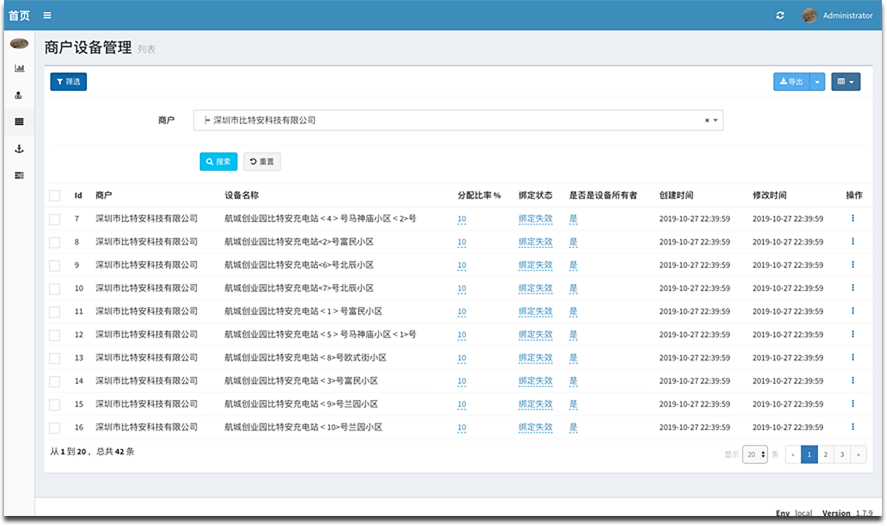 首页 Administrator
商户设备管理 列表
筛选 导出
商户 ├ 深圳市比特安科技有限公司 ×
搜索 重置
Id 商户 设备名称 分配比率 % 绑定状态 是否是设备所有者 创建时间 修改时间 操作
7 深圳市比特安科技有限公司 航城创业园比特安充电站 < 4 > 号马神庙小区 < 2>号 10 绑定失效 是 2019-10-27 22:39:59 2019-10-27 22:39:59
8 深圳市比特安科技有限公司 航城创业园比特安充电站<2>号富民小区 10 绑定失效 是 2019-10-27 22:39:59 2019-10-27 22:39:59
9 深圳市比特安科技有限公司 航城创业园比特安充电站<6>号北辰小区 10 绑定失效 是 2019-10-27 22:39:59 2019-10-27 22:39:59
10 深圳市比特安科技有限公司 航城创业园比特安充电站<7>号北辰小区 10 绑定失效 是 2019-10-27 22:39:59 2019-10-27 22:39:59
11 深圳市比特安科技有限公司 航城创业园比特安充电站 < 1 > 号富民小区 10 绑定失效 是 2019-10-27 22:39:59 2019-10-27 22:39:59
12 深圳市比特安科技有限公司 航城创业园比特安充电站 < 5 > 号马神庙小区 < 1>号 10 绑定失效 是 2019-10-27 22:39:59 2019-10-27 22:39:59
13 深圳市比特安科技有限公司 航城创业园比特安充电站 < 8>号欧式街小区 10 绑定失效 是 2019-10-27 22:39:59 2019-10-27 22:39:59
14 深圳市比特安科技有限公司 航城创业园比特安充电站 < 3>号富民小区 10 绑定失效 是 2019-10-27 22:39:59 2019-10-27 22:39:59
15 深圳市比特安科技有限公司 航城创业园比特安充电站 < 9>号兰园小区 10 绑定失效 是 2019-10-27 22:39:59 2019-10-27 22:39:59
16 深圳市比特安科技有限公司 航城创业园比特安充电站 < 10>号兰园小区 10 绑定失效 是 2019-10-27 22:39:59 2019-10-27 22:39:59
从 1 到 20 ，总共 42 条 显示 20 条 « 1 2 3 »
Env local Version 1.7.9